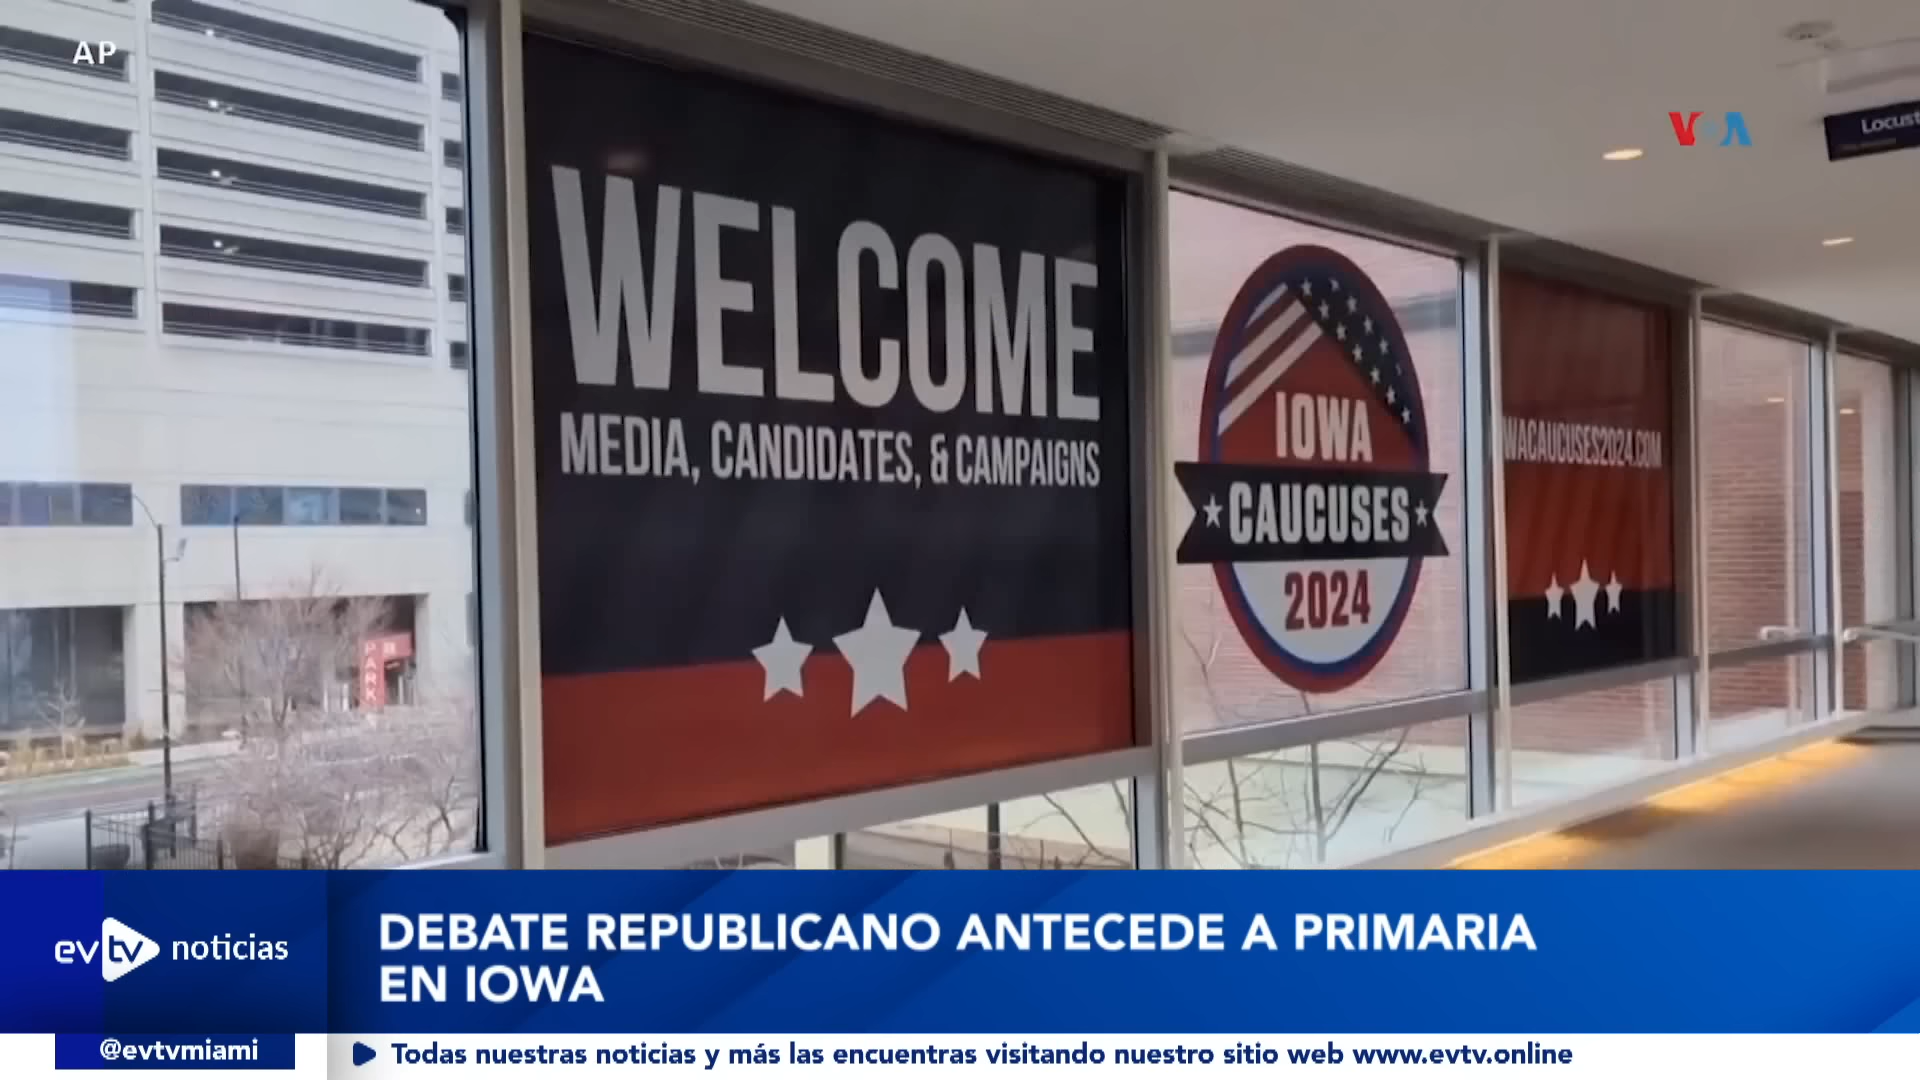 AP
VOA
Locust
WELCOME
MEDIA, CANDIDATES, & CAMPAIGNS
IOWA
CAUCUSES
2024
WACAUCUSES2024.COM
PARK
evtv noticias
DEBATE REPUBLICANO ANTECEDE A PRIMARIA
EN IOWA
@evtvmiami
Todas nuestras noticias y más las encuentras visitando nuestro sitio web www.evtv.online